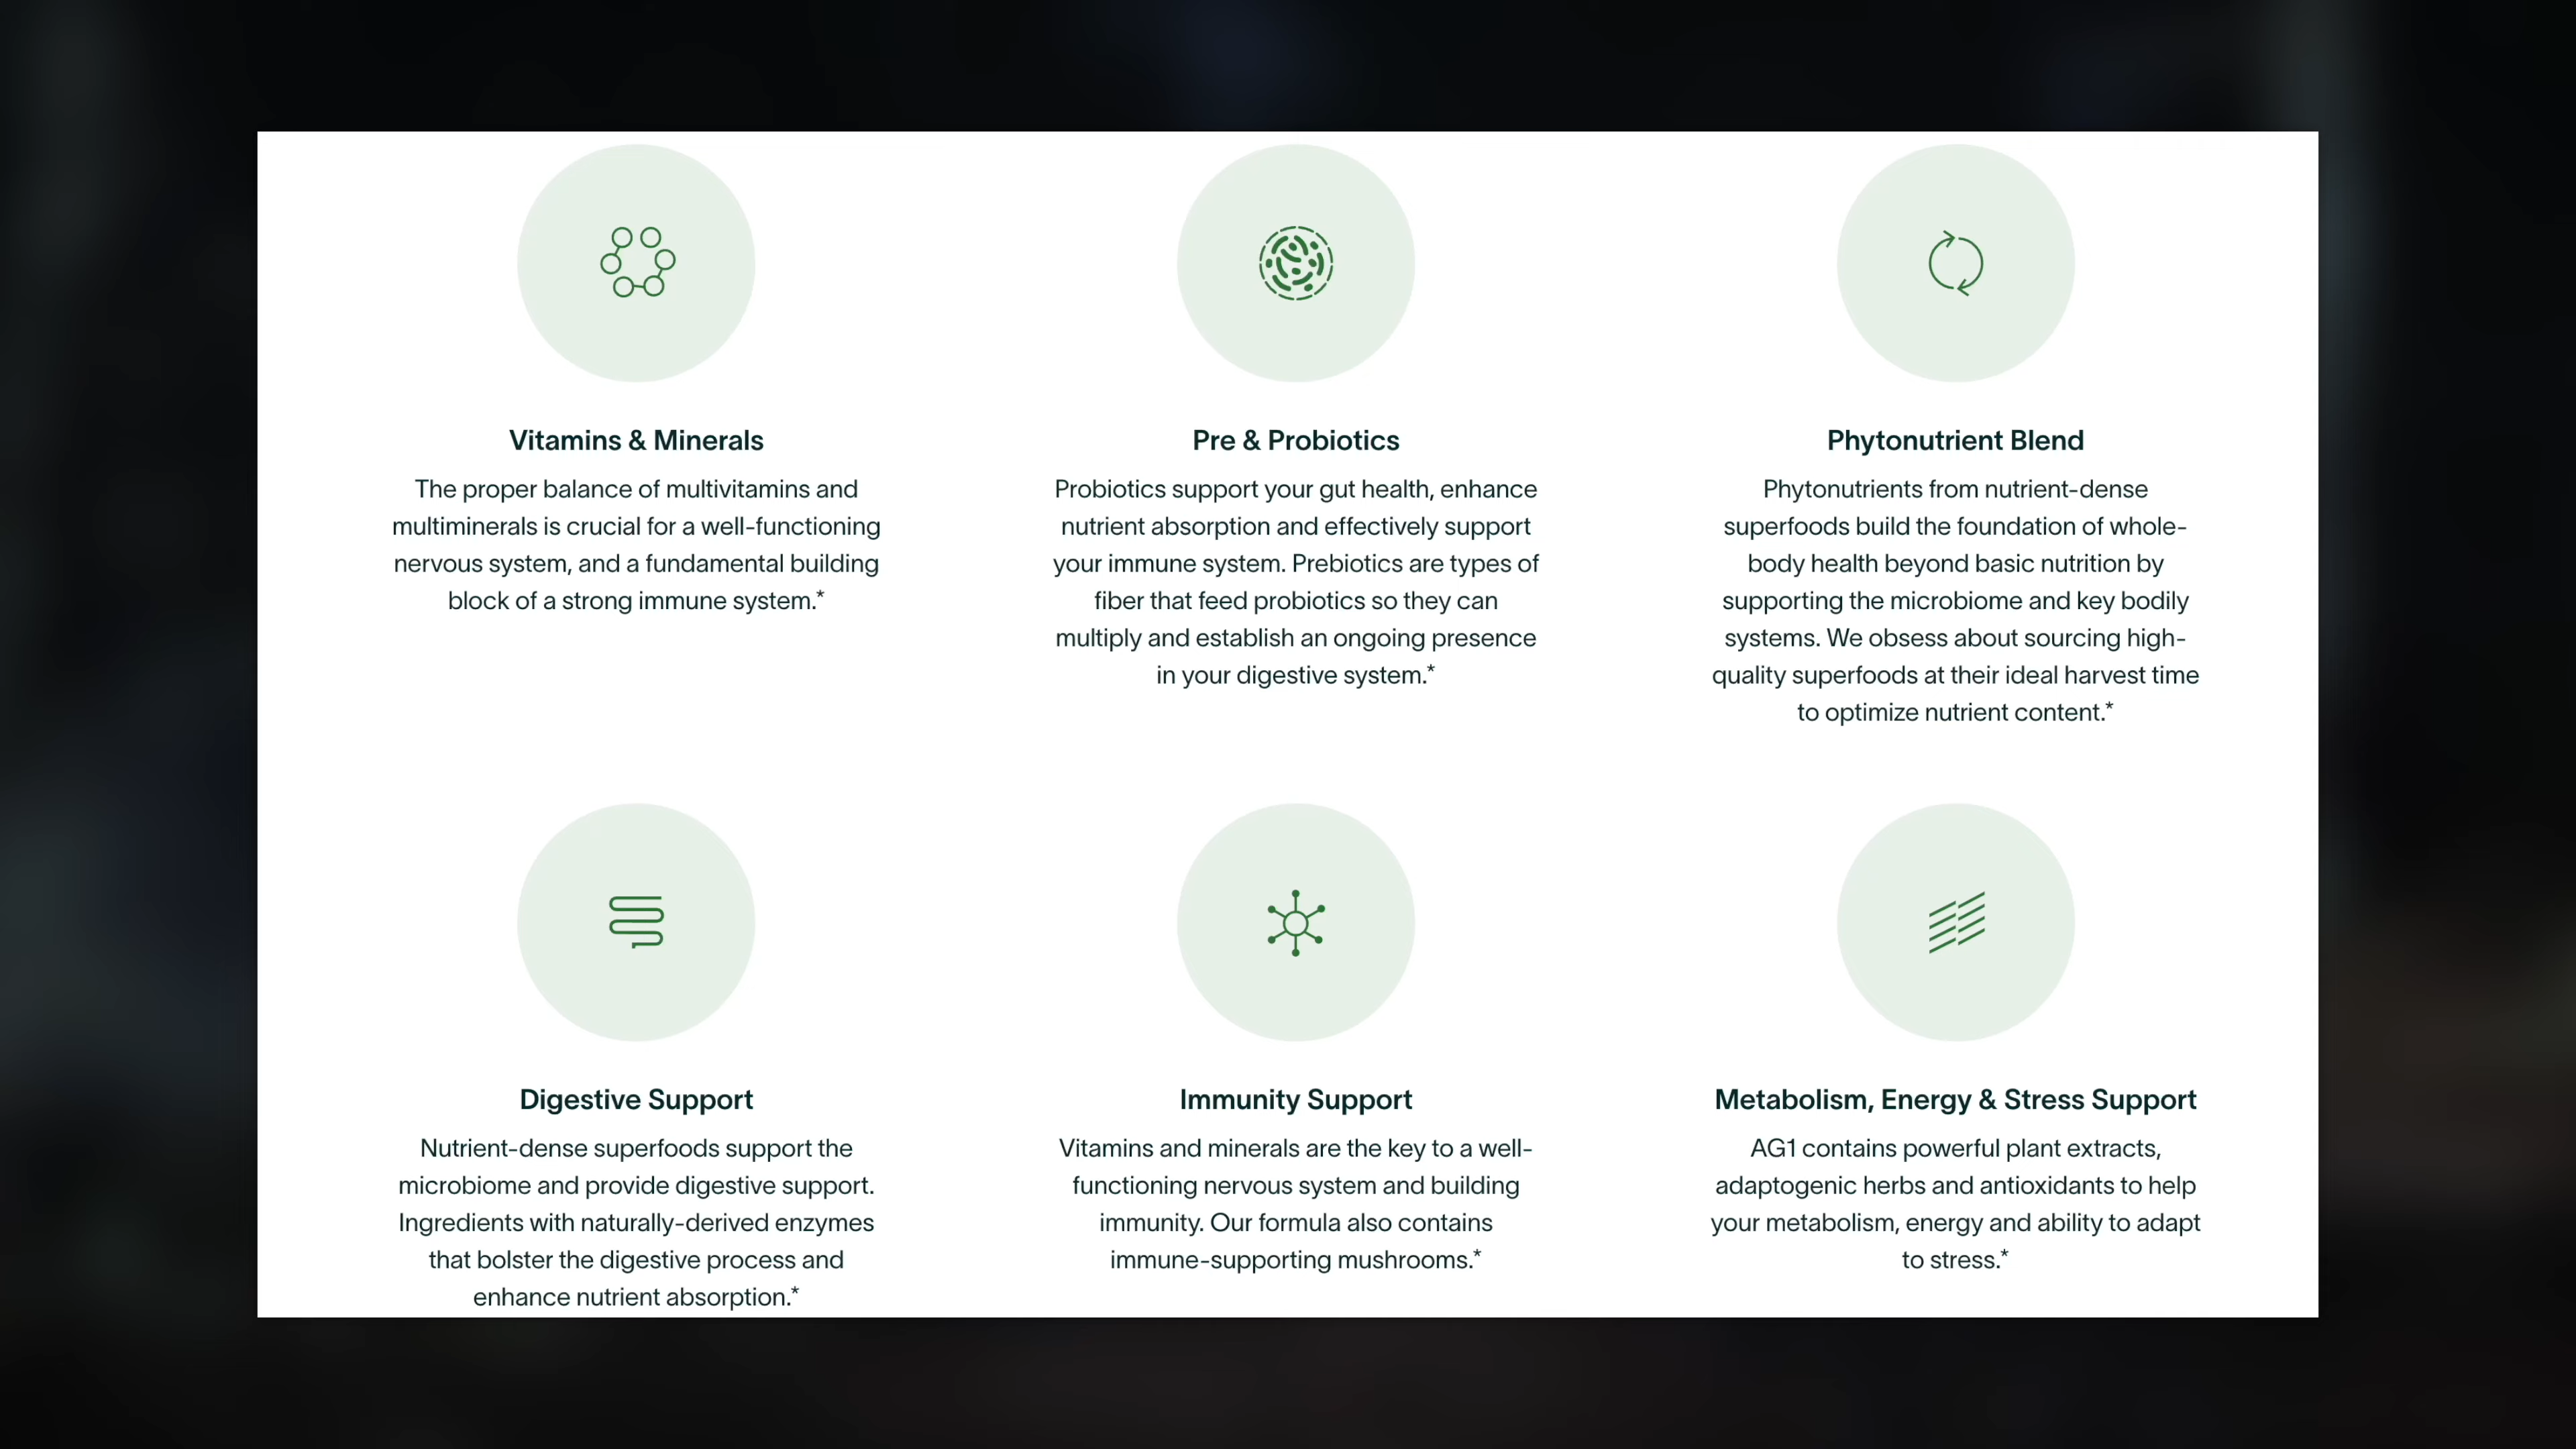 Vitamins & Minerals
The proper balance of multivitamins and
multiminerals is crucial for a well-functioning
nervous system, and a fundamental building
block of a strong immune system.*
Pre & Probiotics
Probiotics support your gut health, enhance
nutrient absorption and effectively support
your immune system. Prebiotics are types of
fiber that feed probiotics so they can
multiply and establish an ongoing presence
in your digestive system.*
Phytonutrient Blend
Phytonutrients from nutrient-dense
superfoods build the foundation of whole-
body health beyond basic nutrition by
supporting the microbiome and key bodily
systems. We obsess about sourcing high-
quality superfoods at their ideal harvest time
to optimize nutrient content.*
Digestive Support
Nutrient-dense superfoods support the
microbiome and provide digestive support.
Ingredients with naturally-derived enzymes
that bolster the digestive process and
enhance nutrient absorption.*
Immunity Support
Vitamins and minerals are the key to a well-
functioning nervous system and building
immunity. Our formula also contains
immune-supporting mushrooms.*
Metabolism, Energy & Stress Support
AG1 contains powerful plant extracts,
adaptogenic herbs and antioxidants to help
your metabolism, energy and ability to adapt
to stress.*